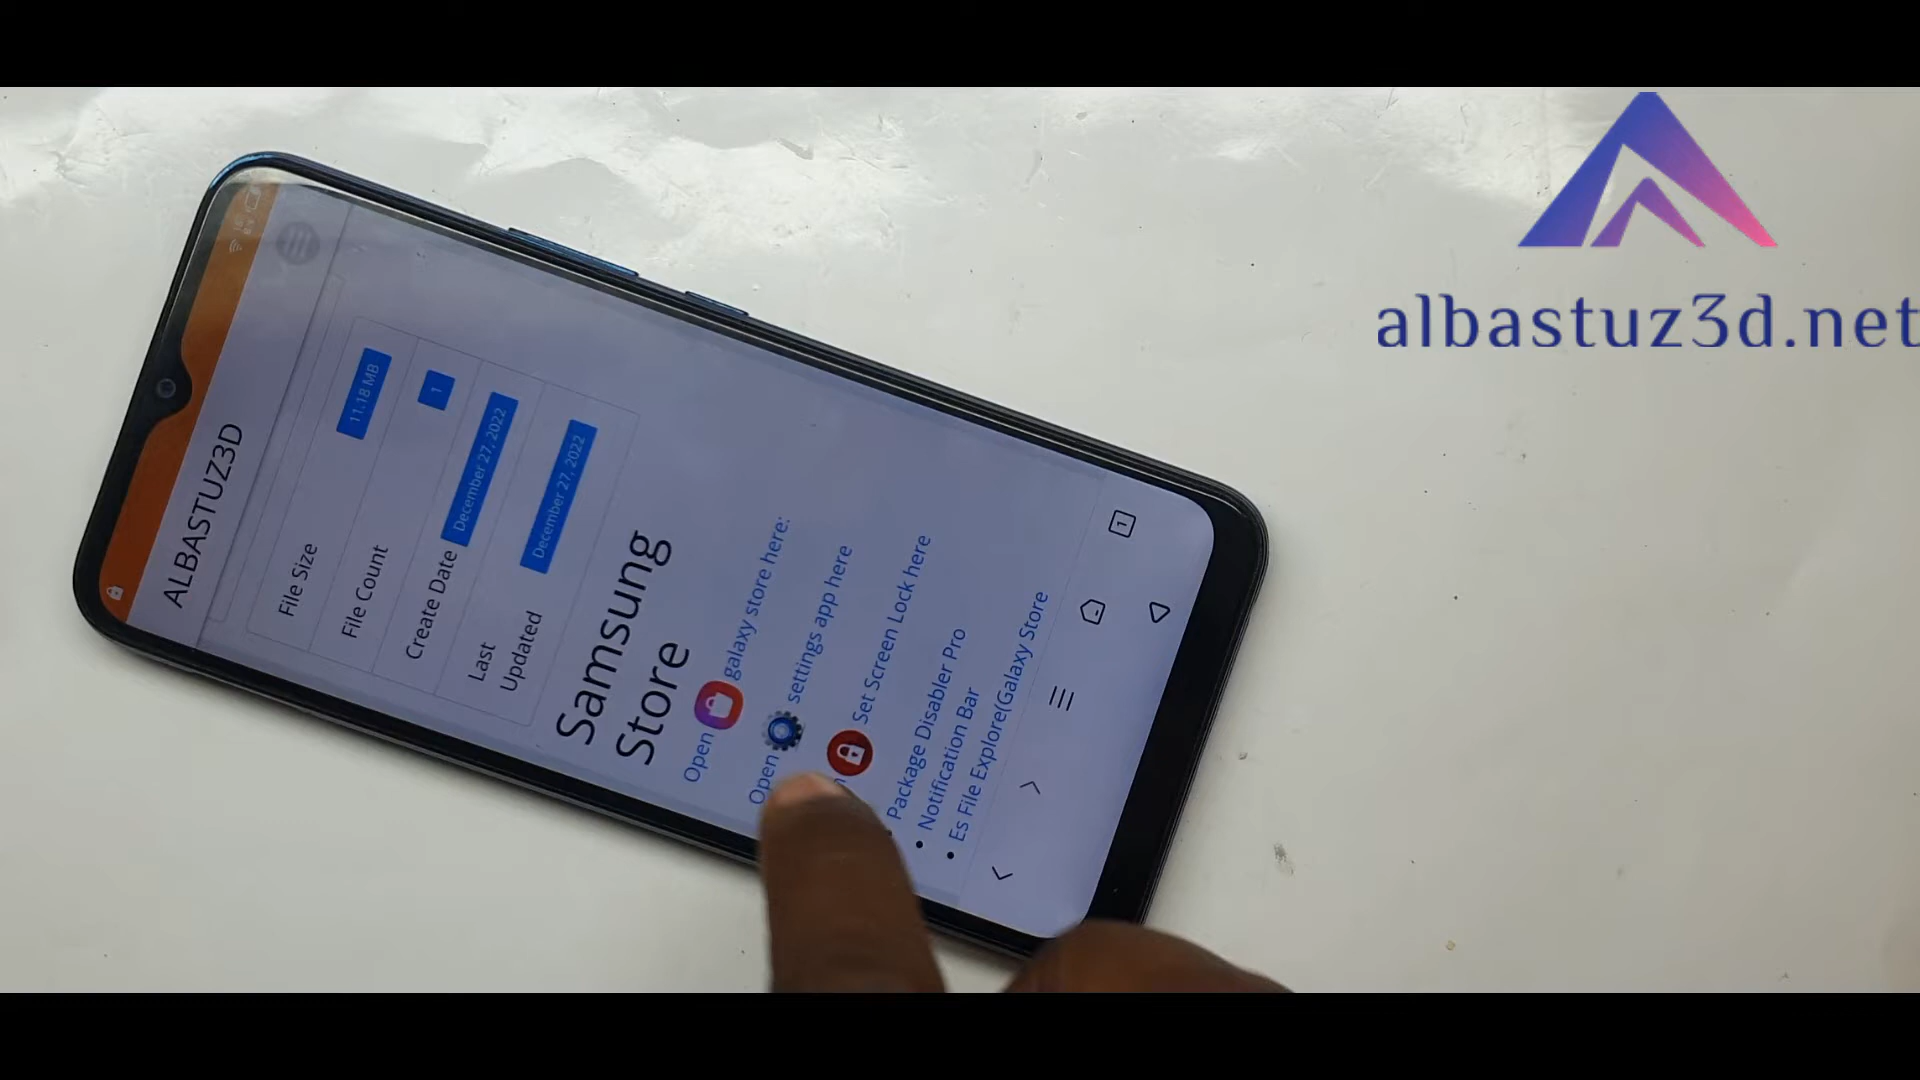 albastuz3d.net
ALBASTUZ3D
File Size
11.18 MB
File Count
1
Create Date
December 27, 2022
Last
Updated
December 27, 2022
Samsung
Store
Open galaxy store here:
Open settings app here
Set Screen Lock here
Package Disabler Pro
• Notification Bar
• Es File Explore(Galaxy Store
1